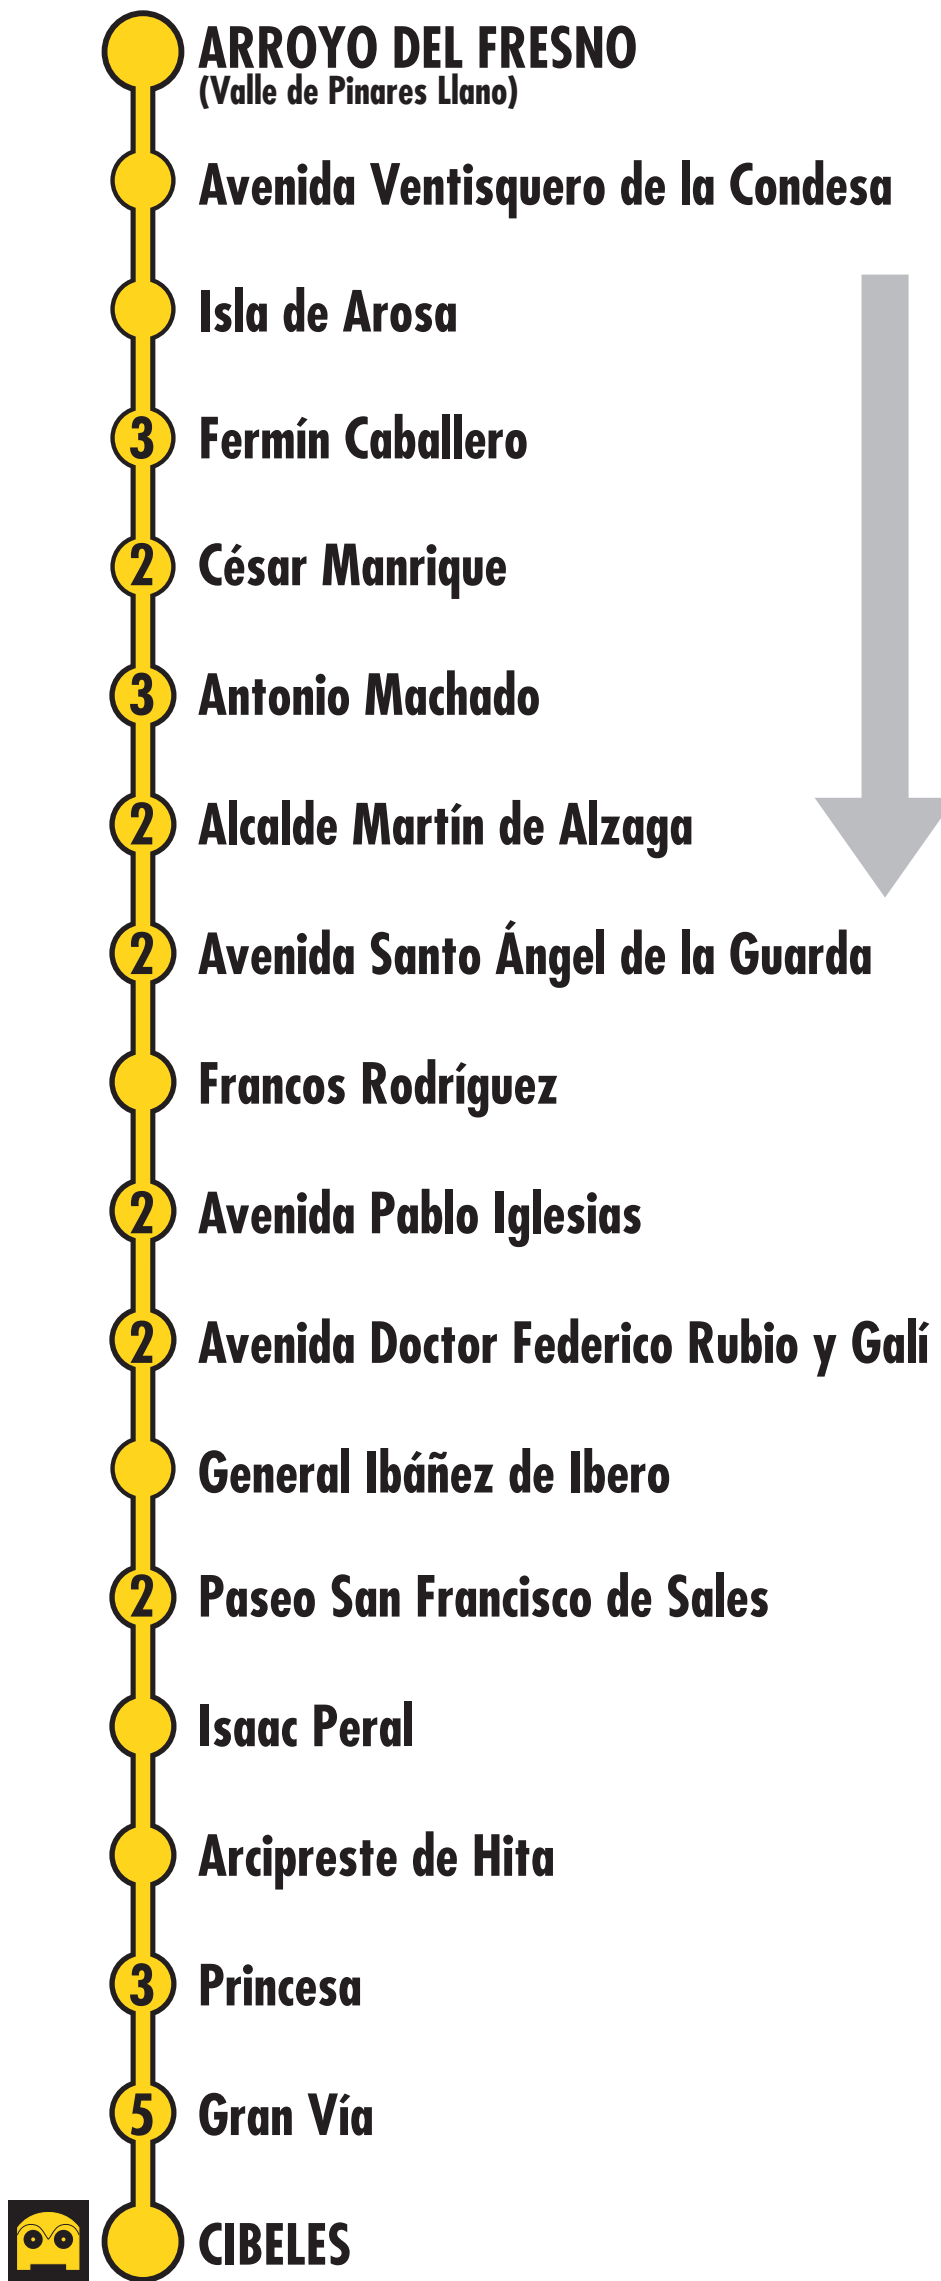 ARROYO DEL FRESNO
(Valle de Pinares Llano)
Avenida Ventisquero de la Condesa
Isla de Arosa
3 Fermín Caballero
2 César Manrique
3 Antonio Machado
2 Alcalde Martín de Alzaga
2 Avenida Santo Ángel de la Guarda
Francos Rodríguez
2 Avenida Pablo Iglesias
2 Avenida Doctor Federico Rubio y Galí
General Ibáñez de Ibero
2 Paseo San Francisco de Sales
Isaac Peral
Arcipreste de Hita
3 Princesa
5 Gran Vía
CIBELES